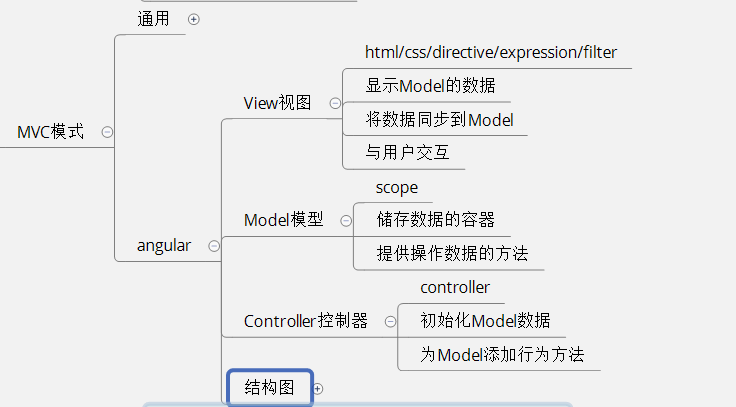 通用
MVC模式
angular
View视图
html/css/directive/expression/filter
显示Model的数据
将数据同步到Model
与用户交互
Model模型
scope
储存数据的容器
提供操作数据的方法
Controller控制器
controller
初始化Model数据
为Model添加行为方法
结构图